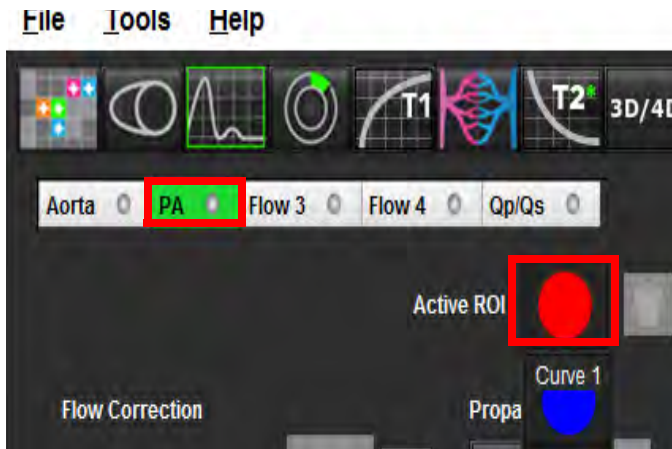 File Tools Help
T1 T2* 3D/4D
Aorta PA Flow 3 Flow 4 Qp/Qs
Active ROI
Curve 1
Flow Correction Propa